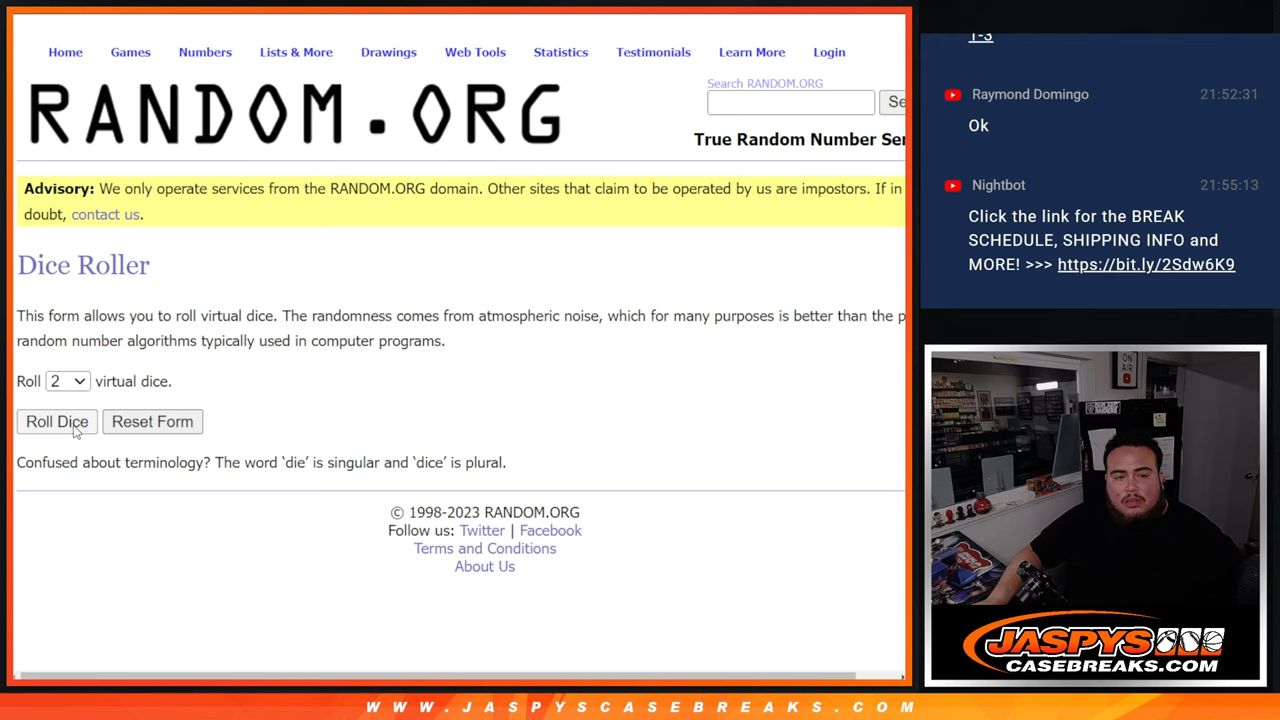 Home Games Numbers Lists & More Drawings Web Tools Statistics Testimonials Learn More Login
RANDOM.ORG
Search RANDOM.ORG
Se
True Random Number Ser
Advisory: We only operate services from the RANDOM.ORG domain. Other sites that claim to be operated by us are impostors. If in
doubt, contact us.
Dice Roller
This form allows you to roll virtual dice. The randomness comes from atmospheric noise, which for many purposes is better than the p
random number algorithms typically used in computer programs.
Roll 2 virtual dice.
Roll Dice Reset Form
Confused about terminology? The word ‘die’ is singular and ‘dice’ is plural.
© 1998-2023 RANDOM.ORG
Follow us: Twitter | Facebook
Terms and Conditions
About Us
1-3
Raymond Domingo 21:52:31
Ok
Nightbot 21:55:13
Click the link for the BREAK
SCHEDULE, SHIPPING INFO and
MORE! >>> https://bit.ly/2Sdw6K9
ON
AIR
JASPYS
CASEBREAKS.COM
WWW.JASPYSCASEBREAKS.COM